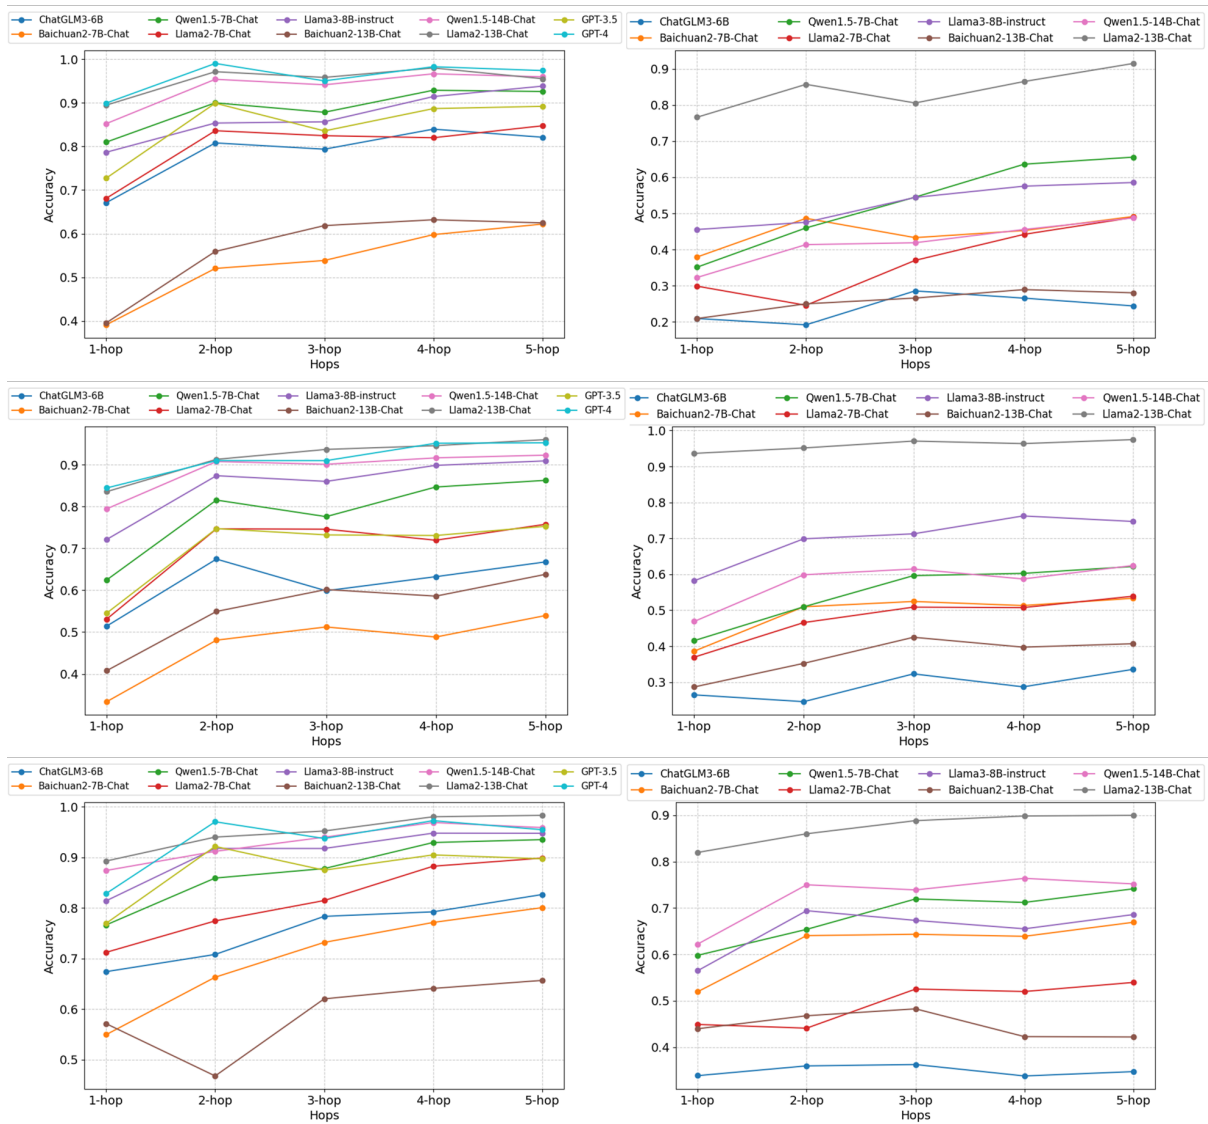 ChatGLM3-6B Qwen1.5-7B-Chat Llama3-8B-instruct Qwen1.5-14B-Chat GPT-3.5
Baichuan2-7B-Chat Llama2-7B-Chat Baichuan2-13B-Chat Llama2-13B-Chat GPT-4
1.0
0.9
0.8
0.7
0.6
0.5
0.4
Accuracy
1-hop 2-hop 3-hop 4-hop 5-hop
Hops
ChatGLM3-6B Qwen1.5-7B-Chat Llama3-8B-instruct Qwen1.5-14B-Chat
Baichuan2-7B-Chat Llama2-7B-Chat Baichuan2-13B-Chat Llama2-13B-Chat
0.9
0.8
0.7
0.6
0.5
0.4
0.3
0.2
Accuracy
1-hop 2-hop 3-hop 4-hop 5-hop
Hops
ChatGLM3-6B Qwen1.5-7B-Chat Llama3-8B-instruct Qwen1.5-14B-Chat GPT-3.5
Baichuan2-7B-Chat Llama2-7B-Chat Baichuan2-13B-Chat Llama2-13B-Chat GPT-4
0.9
0.8
0.7
0.6
0.5
0.4
Accuracy
1-hop 2-hop 3-hop 4-hop 5-hop
Hops
ChatGLM3-6B Qwen1.5-7B-Chat Llama3-8B-instruct Qwen1.5-14B-Chat
Baichuan2-7B-Chat Llama2-7B-Chat Baichuan2-13B-Chat Llama2-13B-Chat
1.0
0.9
0.8
0.7
0.6
0.5
0.4
0.3
Accuracy
1-hop 2-hop 3-hop 4-hop 5-hop
Hops
ChatGLM3-6B Qwen1.5-7B-Chat Llama3-8B-instruct Qwen1.5-14B-Chat GPT-3.5
Baichuan2-7B-Chat Llama2-7B-Chat Baichuan2-13B-Chat Llama2-13B-Chat GPT-4
1.0
0.9
0.8
0.7
0.6
0.5
Accuracy
1-hop 2-hop 3-hop 4-hop 5-hop
Hops
ChatGLM3-6B Qwen1.5-7B-Chat Llama3-8B-instruct Qwen1.5-14B-Chat
Baichuan2-7B-Chat Llama2-7B-Chat Baichuan2-13B-Chat Llama2-13B-Chat
0.9
0.8
0.7
0.6
0.5
0.4
Accuracy
1-hop 2-hop 3-hop 4-hop 5-hop
Hops